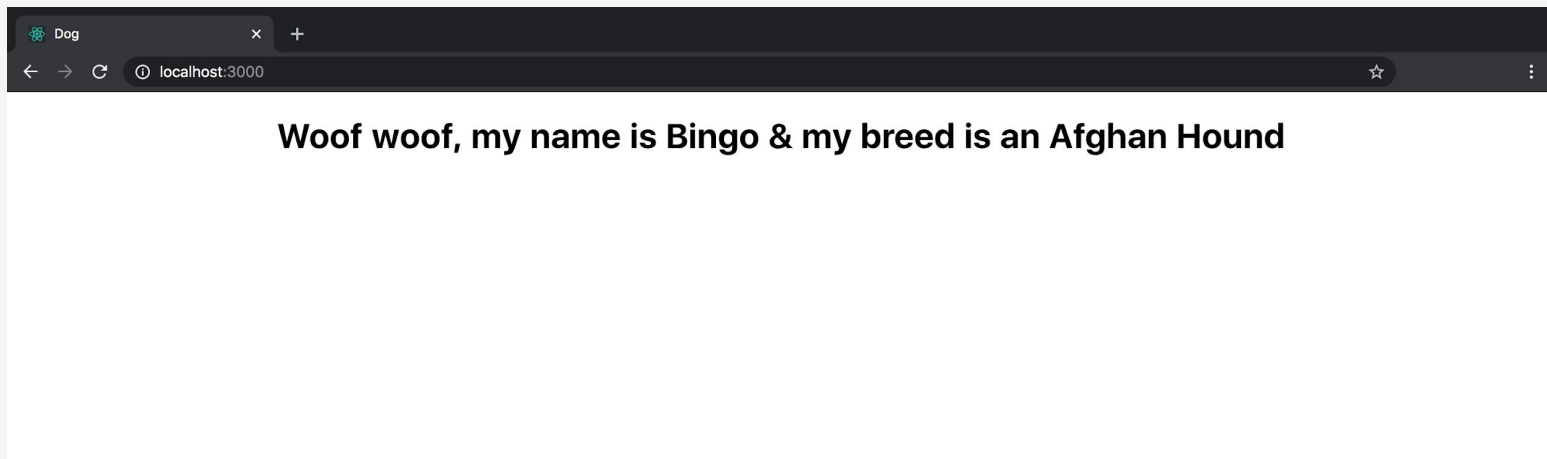 Dog
localhost:3000
Woof woof, my name is Bingo & my breed is an Afghan Hound